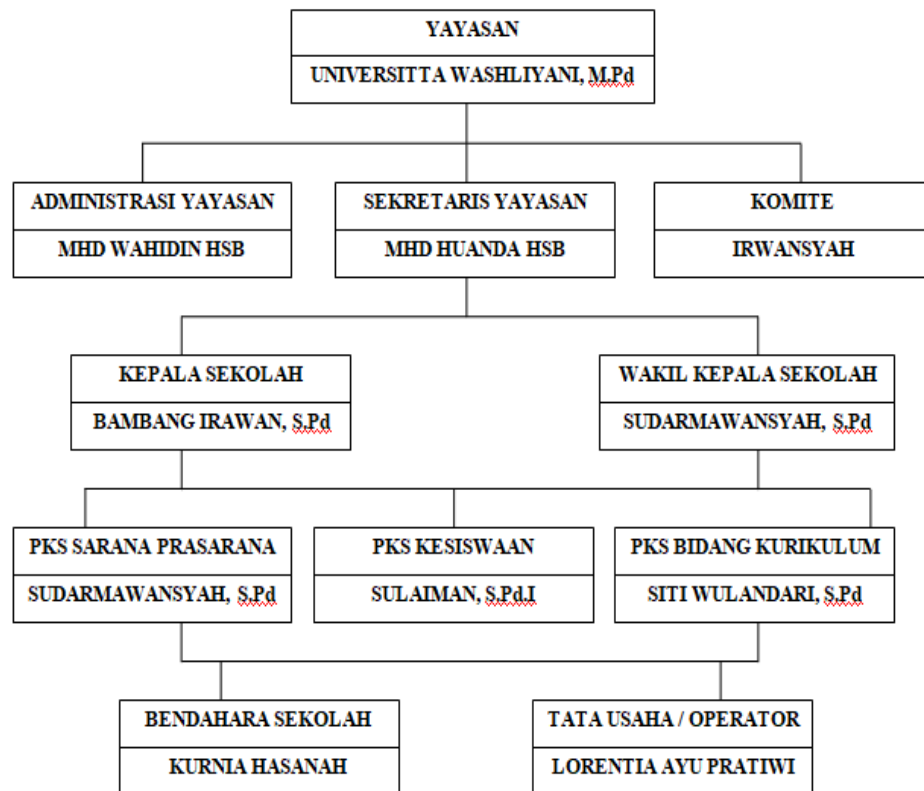 YAYASAN
UNIVERSITTA WASHLIYANI, M.Pd
ADMINISTRASI YAYASAN
MHD WAHIDIN HSB
SEKRETARIS YAYASAN
MHD HUANDA HSB
KOMITE
IRWANSYAH
KEPALA SEKOLAH
BAMBANG IRAWAN, S.Pd
WAKIL KEPALA SEKOLAH
SUDARMAWANSYAH, S.Pd
PKS SARANA PRASARANA
SUDARMAWANSYAH, S.Pd
PKS KESISWAAN
SULAIMAN, S.Pd.I
PKS BIDANG KURIKULUM
SITI WULANDARI, S.Pd
BENDAHARA SEKOLAH
KURNIA HASANAH
TATA USAHA / OPERATOR
LORENTIA AYU PRATIWI